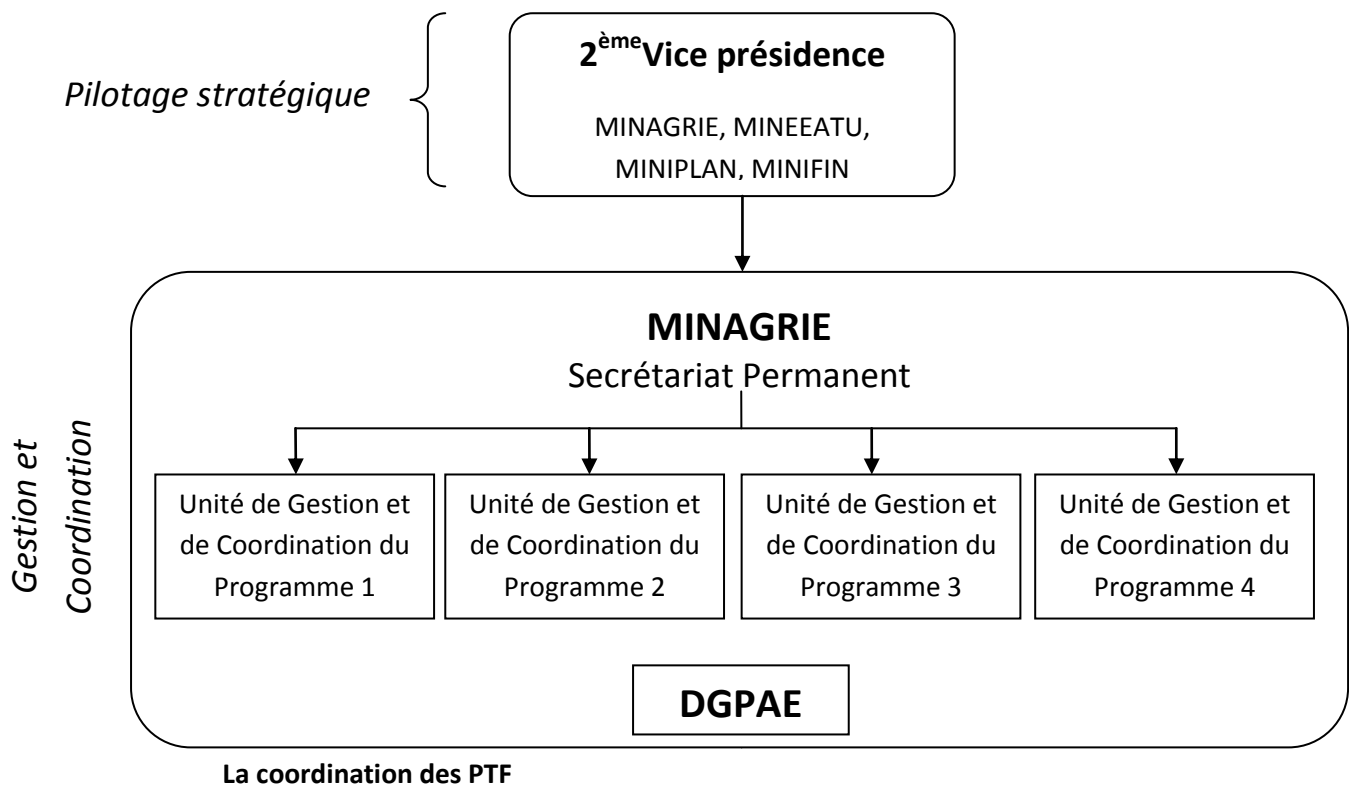 2ème Vice présidence
Pilotage stratégique
MINAGRIE, MINEEATU,
MINIPLAN, MINIFIN
MINAGRIE
Secrétariat Permanent
Gestion et
Coordination
Unité de Gestion et
de Coordination du
Programme 1
Unité de Gestion et
de Coordination du
Programme 2
Unité de Gestion et
de Coordination du
Programme 3
Unité de Gestion et
de Coordination du
Programme 4
DGPAE
La coordination des PTF